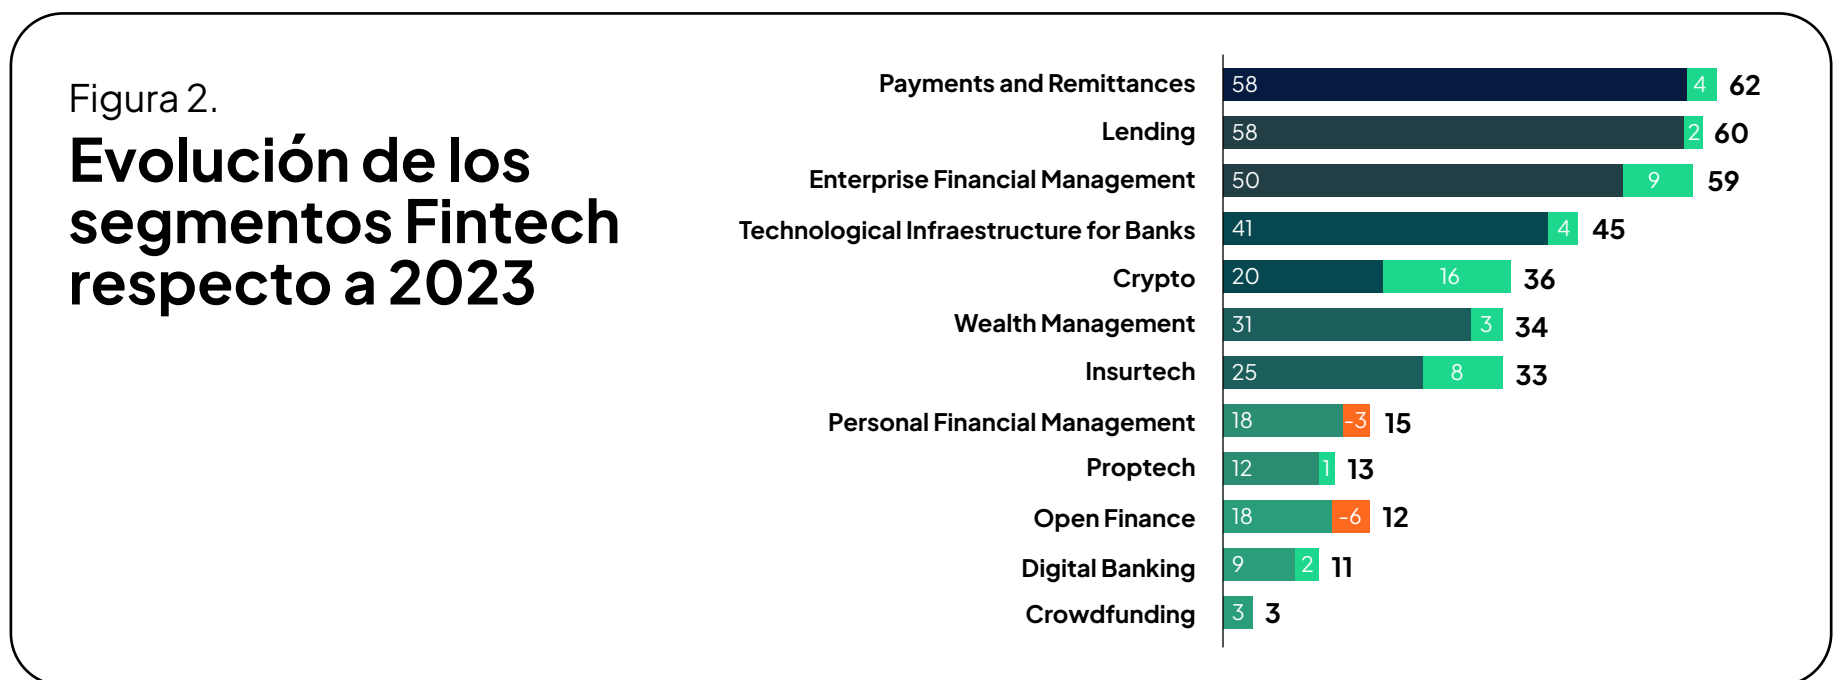 Figura 2.
Evolución de los
segmentos Fintech
respecto a 2023
Payments and Remittances 58 4 62
Lending 58 2 60
Enterprise Financial Management 50 9 59
Technological Infraestructure for Banks 41 4 45
Crypto 20 16 36
Wealth Management 31 3 34
Insurtech 25 8 33
Personal Financial Management 18 -3 15
Proptech 12 1 13
Open Finance 18 -6 12
Digital Banking 9 2 11
Crowdfunding 3 3